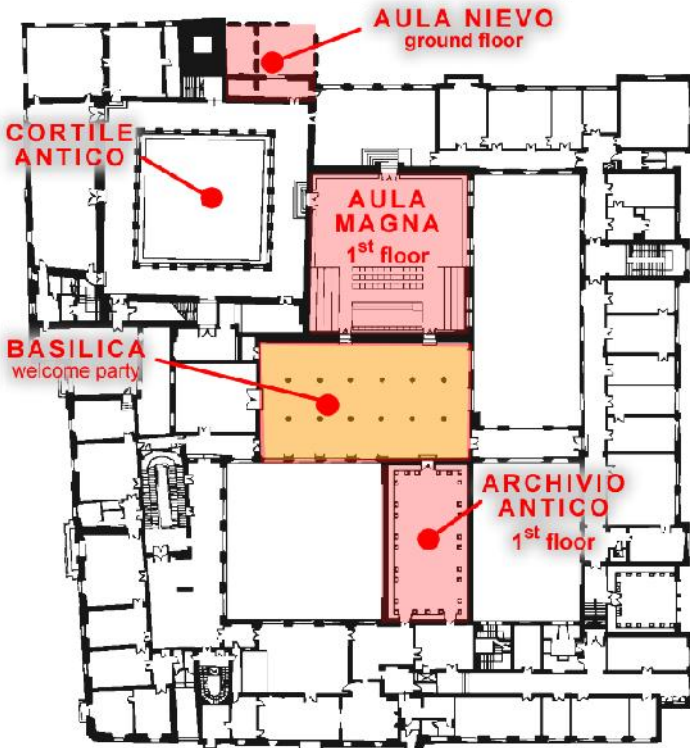 AULA NIEVO
ground floor
CORTILE
ANTICO
AULA
MAGNA
1st floor
BASILICA
welcome party
ARCHIVIO
ANTICO
1st floor